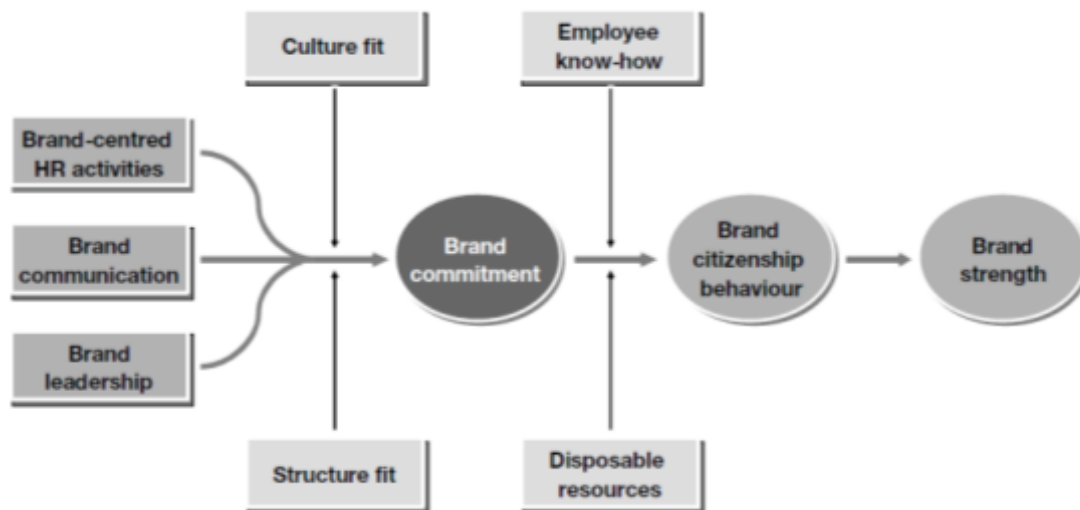 Culture fit
Employee
know-how
Brand-centred
HR activities
Brand
communication
Brand
leadership
Brand
commitment
Brand
citizenship
behaviour
Brand
strength
Structure fit
Disposable
resources